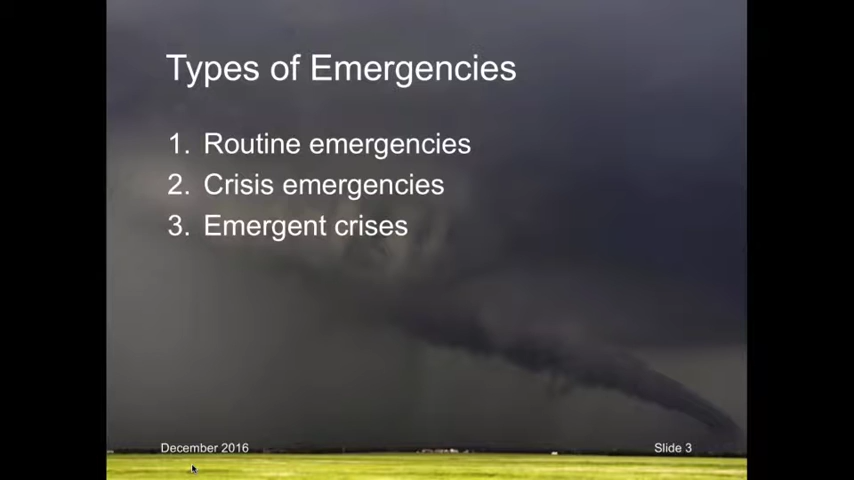 Types of Emergencies
1. Routine emergencies
2. Crisis emergencies
3. Emergent crises
December 2016
Slide 3